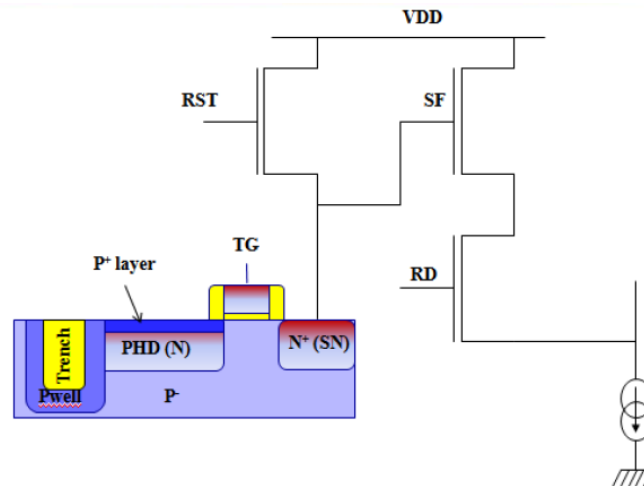 VDD
RST
SF
TG
P⁺ layer
RD
PHD (N)
N⁺ (SN)
Trench
Pwell
P⁻